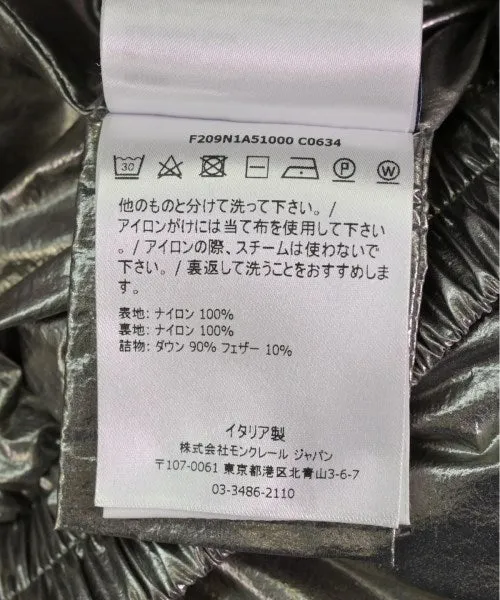 F209N1A51000 C0634
30
P
W
他のものと分けて洗って下さい。/
アイロンがけには当て布を使用して下さい
。/ アイロンの際、スチームは使わないで
下さい。/ 裏返して洗うことをおすすめしま
す。
表地: ナイロン 100%
裏地: ナイロン 100%
詰物: ダウン 90% フェザー 10%
イタリア製
株式会社モンクレール ジャパン
〒107-0061 東京都港区北青山3-6-7
03-3486-2110